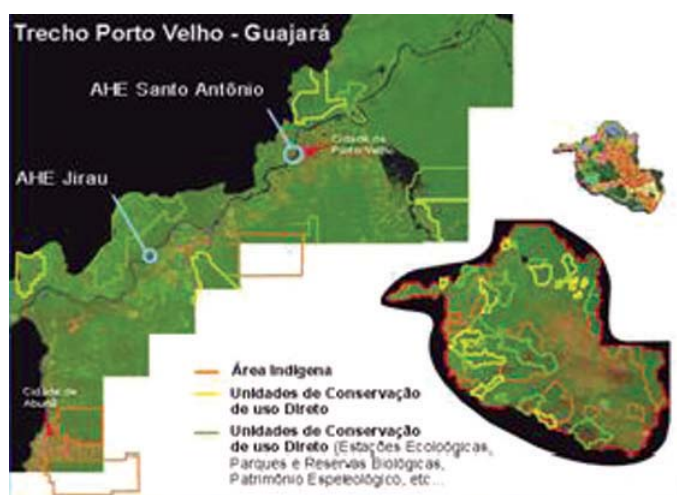 Trecho Porto Velho - Guajará
AHE Santo Antônio
Cidade de
Porto Velho
AHE Jirau
Cidade de
Abunã
Área Indígena
Unidades de Conservação
de uso Direto
Unidades de Conservação
de uso Direto (Estações Ecológicas,
Parques e Reservas Biológicas,
Patrimônio Espeleológico, etc...